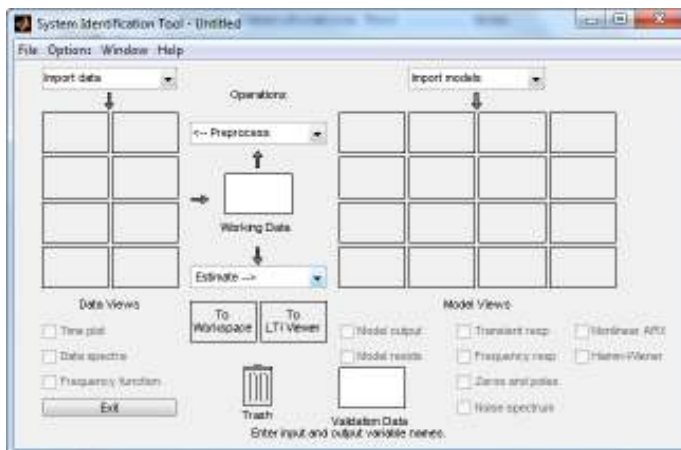 System Identification Tool - Untitled
File Options Window Help
Import data
Import models
Operations
<-- Preprocess
Working Data
Estimate -->
Data Views
To Workspace
To LTI Viewer
Model Views
Time plot
Data spectra
Frequency function
Exit
Trash
Model output
Model resids
Transient resp
Frequency resp
Zeros and poles
Noise spectrum
Nonlinear ARX
Hamm-Wiener
Validation Data
Enter input and output variable names.